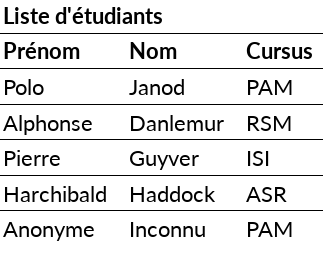 Liste d'étudiants
Prénom Nom Cursus
Polo Janod PAM
Alphonse Danlemur RSM
Pierre Guyver ISI
Harchibald Haddock ASR
Anonyme Inconnu PAM